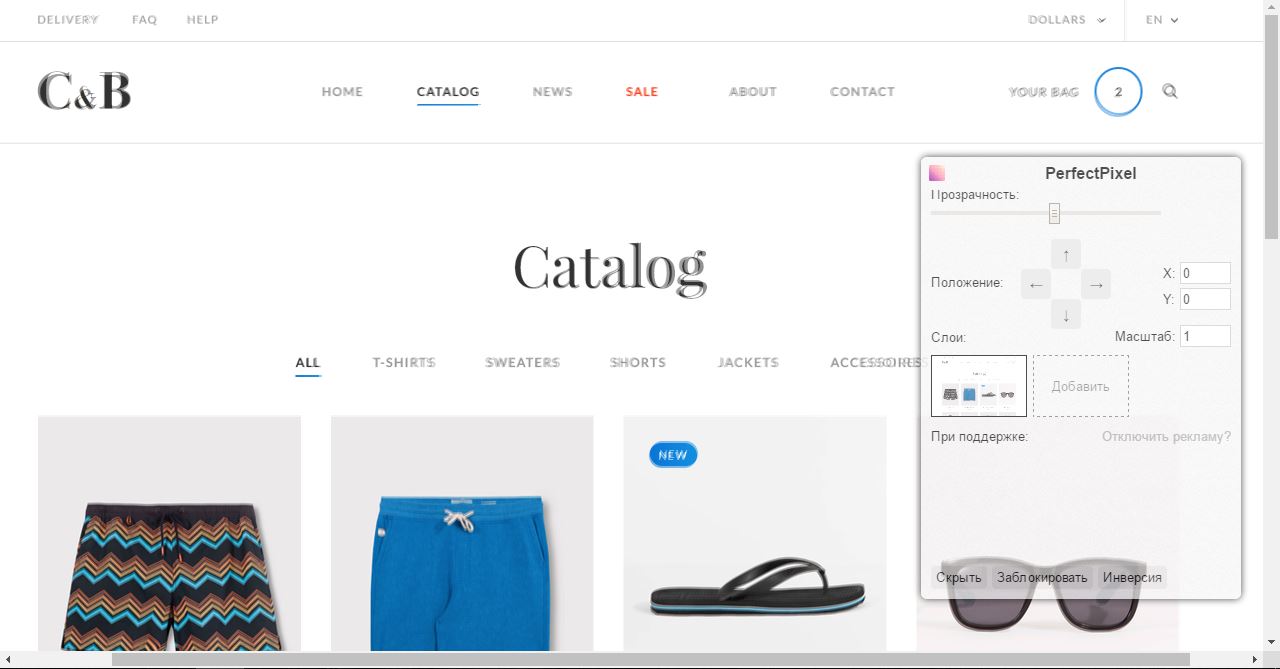 DELIVERY FAQ HELP DOLLARS EN
C&B HOME CATALOG NEWS SALE ABOUT CONTACT YOUR BAG 2
PerfectPixel
Прозрачность:
Catalog
Положение: ↑ ← → ↓ X: 0
Y: 0
Слои: Масштаб: 1
ALL T-SHIRTS SWEATERS SHORTS JACKETS ACCESSOIRES
Добавить
При поддержке: Отключить рекламу?
NEW
Скрыть Заблокировать Инверсия